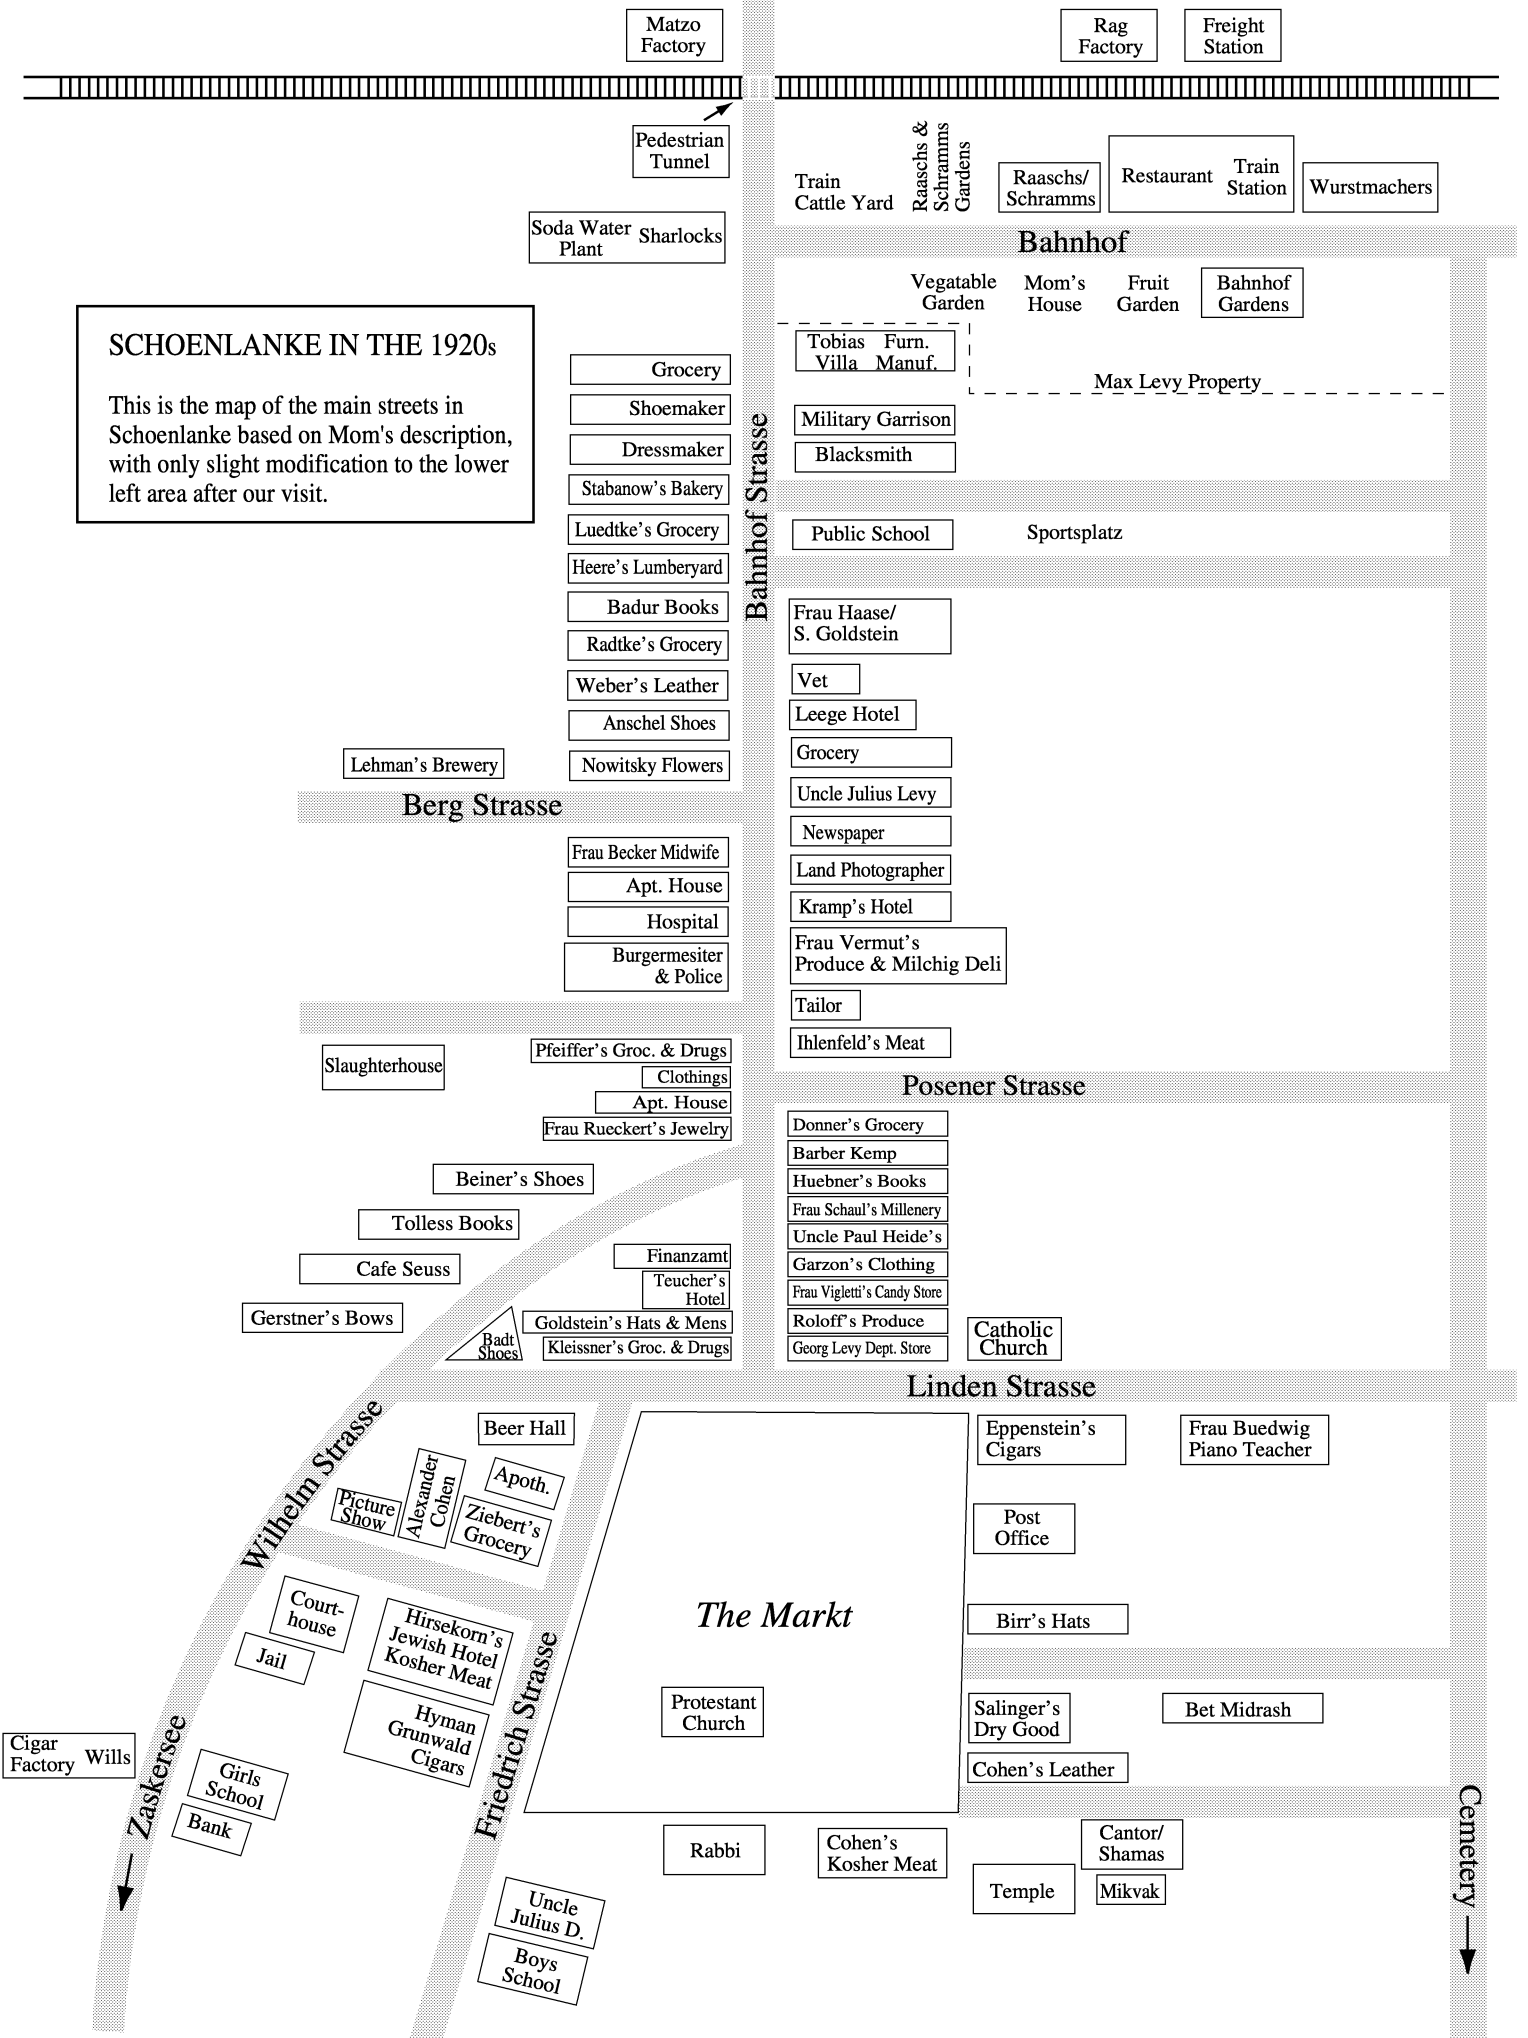 Matzo
Factory
Rag
Factory
Freight
Station
Pedestrian
Tunnel
Train
Cattle Yard
Raaschs &
Schramms
Gardens
Raaschs/
Schramms
Restaurant
Train
Station
Wurstmachers
Soda Water
Plant
Sharlocks
Bahnhof
Vegatable
Garden
Mom's
House
Fruit
Garden
Bahnhof
Gardens
SCHOENLANKE IN THE 1920s
This is the map of the main streets in
Schoenlanke based on Mom's description,
with only slight modification to the lower
left area after our visit.
Tobias
Villa
Furn.
Manuf.
Max Levy Property
Military Garrison
Blacksmith
Grocery
Shoemaker
Dressmaker
Stabanow's Bakery
Luedtke's Grocery
Heere's Lumberyard
Badur Books
Radtke's Grocery
Weber's Leather
Anschel Shoes
Nowitsky Flowers
Lehman's Brewery
Bahnhof Strasse
Public School
Sportsplatz
Frau Haase/
S. Goldstein
Vet
Leege Hotel
Grocery
Uncle Julius Levy
Newspaper
Land Photographer
Kramp's Hotel
Frau Vermut's
Produce & Milchig Deli
Tailor
Ihlenfeld's Meat
Berg Strasse
Frau Becker Midwife
Apt. House
Hospital
Burgermesiter
& Police
Slaughterhouse
Pfeiffer's Groc. & Drugs
Clothings
Apt. House
Frau Rueckert's Jewelry
Posener Strasse
Donner's Grocery
Barber Kemp
Huebner's Books
Frau Schaul's Millenery
Uncle Paul Heide's
Garzon's Clothing
Frau Vigletti's Candy Store
Roloff's Produce
Georg Levy Dept. Store
Catholic
Church
Beiner's Shoes
Tolless Books
Cafe Seuss
Gerstner's Bows
Finanzamt
Teucher's
Hotel
Goldstein's Hats & Mens
Kleissner's Groc. & Drugs
Badt
Shoes
Linden Strasse
Wilhelm Strasse
Beer Hall
Apoth.
Alexander
Cohen
Picture
Show
Ziebert's
Grocery
Eppenstein's
Cigars
Frau Buedwig
Piano Teacher
Post
Office
Birr's Hats
The Markt
Protestant
Church
Court-
house
Jail
Hirsekorn's
Jewish Hotel
Kosher Meat
Hyman
Grunwald
Cigars
Friedrich Strasse
Salinger's
Dry Good
Bet Midrash
Cohen's Leather
Cigar
Factory
Wills
Zaskersee
Girls
School
Bank
Rabbi
Cohen's
Kosher Meat
Cantor/
Shamas
Temple
Mikvak
Cemetery
Uncle
Julius D.
Boys
School